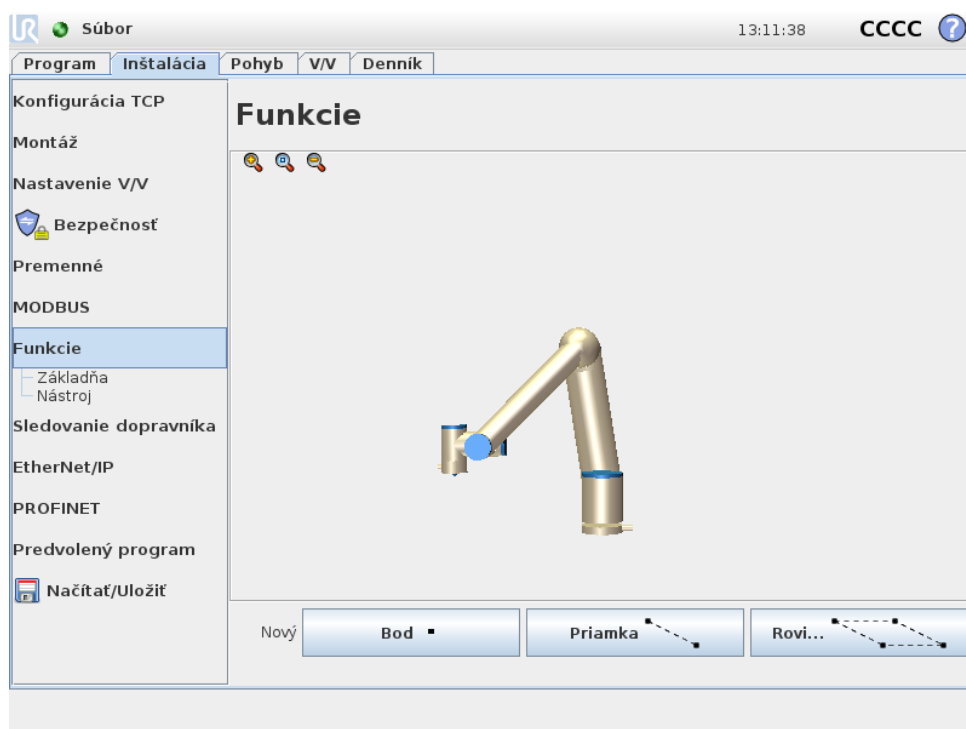 UR Súbor 13:11:38 CCCC ?
Program Inštalácia Pohyb V/V Denník
Konfigurácia TCP
Funkcie
Montáž
Nastavenie V/V
Bezpečnosť
Premenné
MODBUS
Funkcie
Základňa
Nástroj
Sledovanie dopravníka
EtherNet/IP
PROFINET
Predvolený program
Načítať/Uložiť
Nový Bod Priamka Rovi...